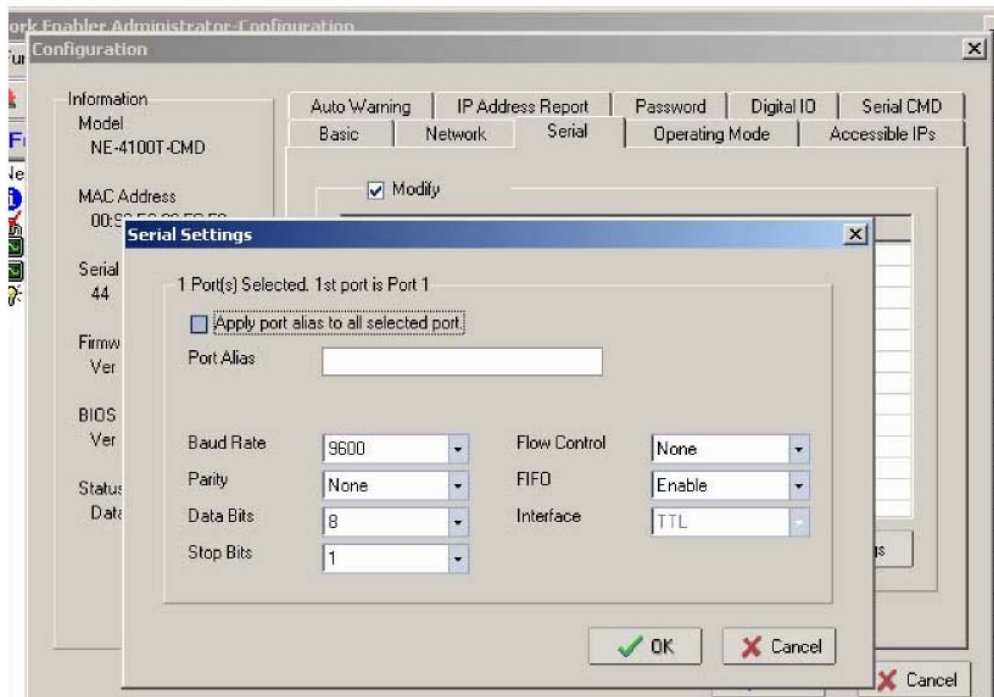 Enabler Administrator-Configuration
Configuration
Information
Model
NE-4100T-CMD
MAC Address
Serial
44
Ver
BIOS
Ver
Status
Auto Warning
IP Address Report
Password
Digital IO
Serial CMD
Basic
Network
Serial
Operating Mode
Accessible IPs
Modify
Serial Settings
1 Port(s) Selected. 1st port is Port 1
Apply port alias to all selected port.
Port Alias
Baud Rate
9600
Flow Control
None
Parity
None
FIFO
Enable
Data Bits
8
Interface
TTL
Stop Bits
1
OK
Cancel
Cancel